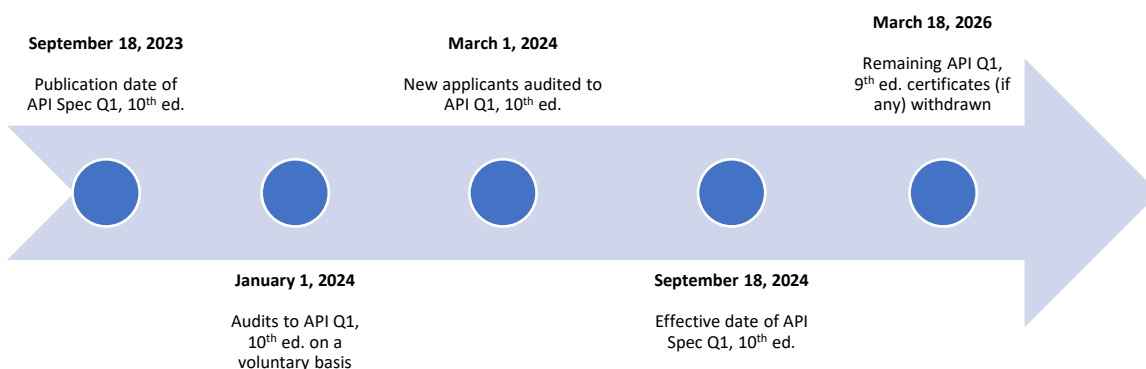 September 18, 2023
Publication date of
API Spec Q1, 10th ed.
January 1, 2024
Audits to API Q1,
10th ed. on a
voluntary basis
March 1, 2024
New applicants audited to
API Q1, 10th ed.
September 18, 2024
Effective date of API
Spec Q1, 10th ed.
March 18, 2026
Remaining API Q1,
9th ed. certificates (if
any) withdrawn